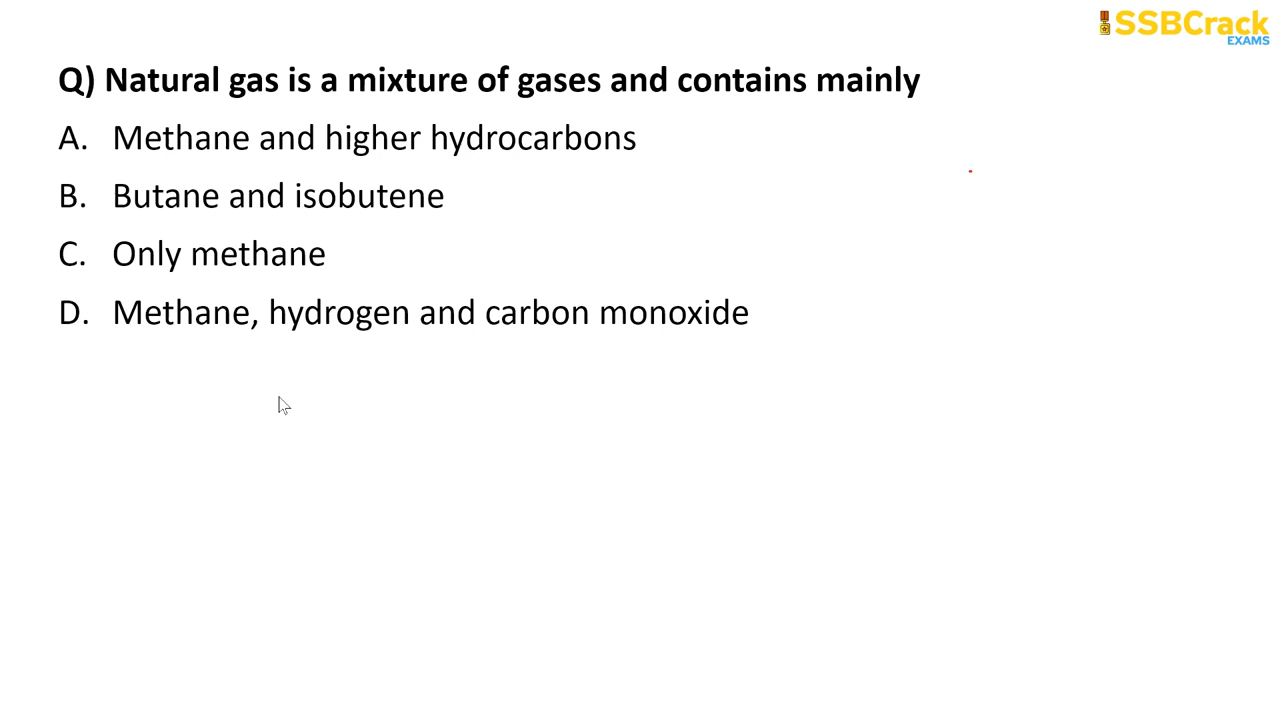 SSBCrack
EXAMS
Q) Natural gas is a mixture of gases and contains mainly
A. Methane and higher hydrocarbons
B. Butane and isobutene
C. Only methane
D. Methane, hydrogen and carbon monoxide